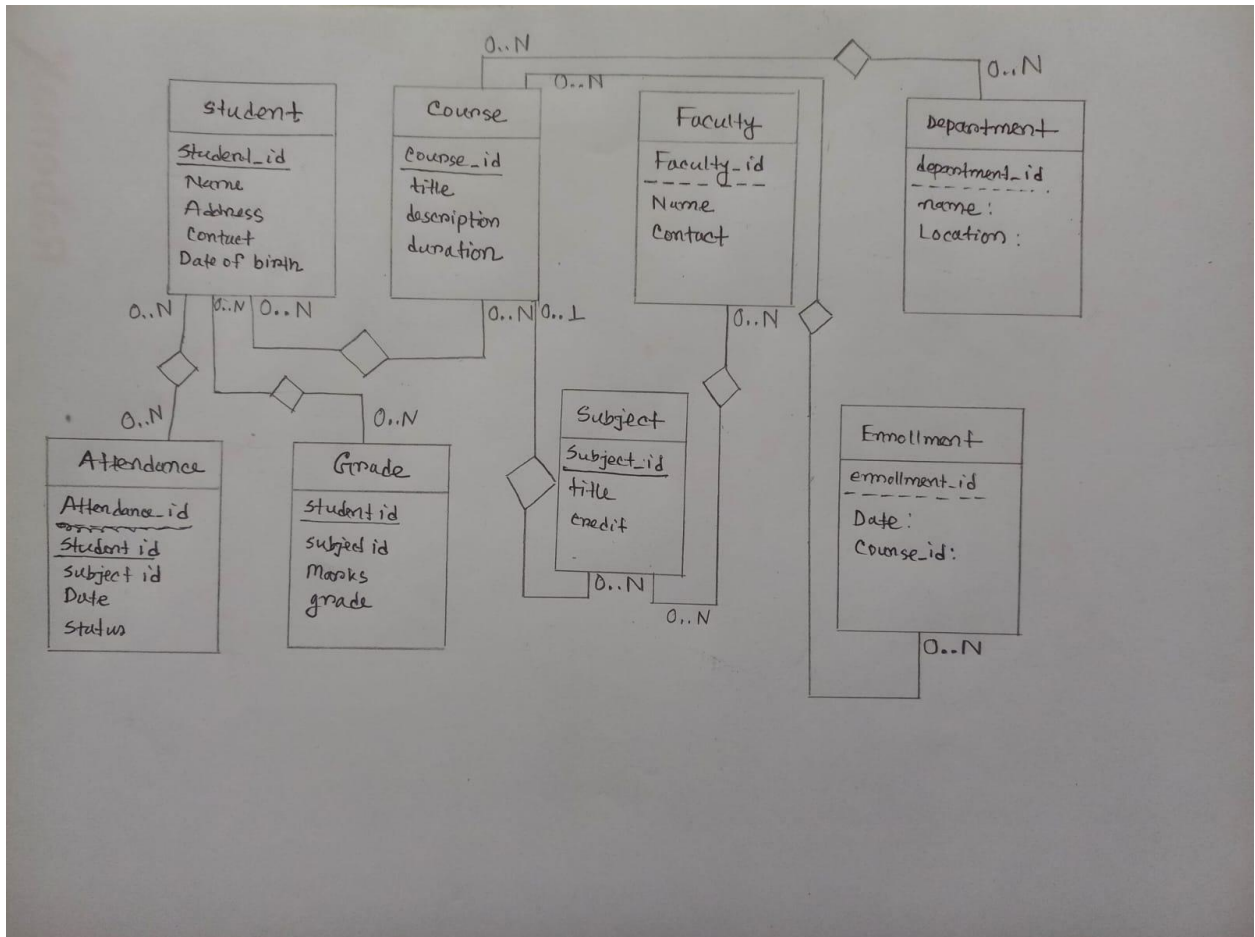 0..N
0..N
0..N
Student
Student_id
Name
Address
Contact
Date of birth
Course
Course_id
title
description
duration
Faculty
Faculty_id
Name
Contact
Department
department_id
name:
Location:
0..N
0..N
0..N
0..N
0..1
0..N
0..N
0..N
Attendance
Attendance_id
Student id
subject id
Date
status
Grade
student id
subject id
Marks
grade
Subject
Subject_id
title
credit
0..N
0..N
Enrollment
enrollment_id
Date:
Course_id:
0..N